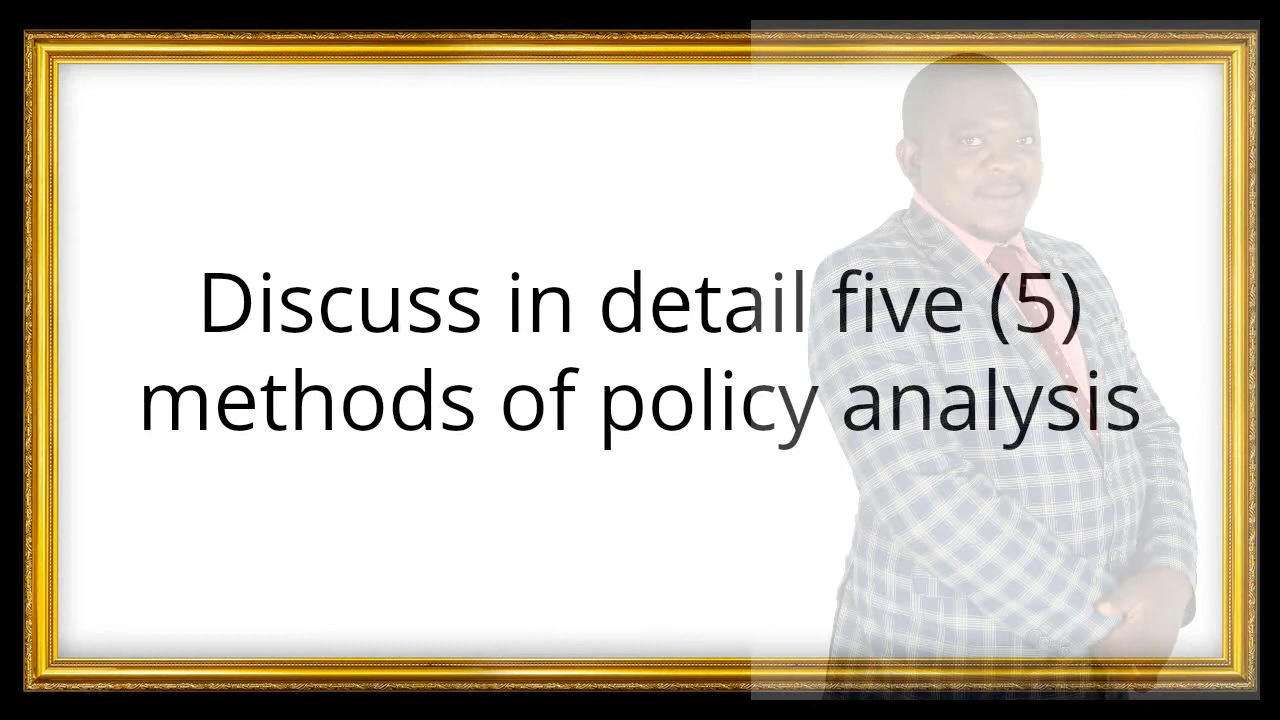 Discuss in detail five (5)
methods of policy analysis